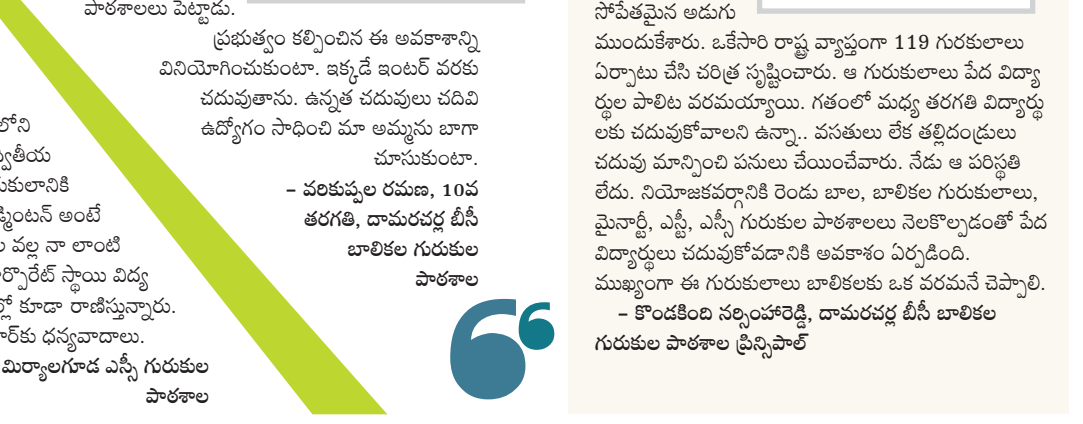 పాఠశాలలు పెట్టాడు.
ప్రభుత్వం కల్పించిన ఈ అవకాశాన్ని
వినియోగించుకుంటా. ఇక్కడే ఇంటర్ వరకు
చదువుతాను. ఉన్నత చదువులు చదివి
ఉద్యోగం సాధించి మా అమ్మను బాగా
చూసుకుంటా.
– వరికుప్పల రమణ, 10వ
తరగతి, దామరచర్ల బీసీ
బాలికల గురుకుల
పాఠశాల
లోని
ద్వితీయ
కులానికి
డ్మింటన్ అంటే
ల వల్ల నా లాంటి
ర్పొరేట్ స్థాయి విద్య
ల్లో కూడా రాణిస్తున్నారు.
ార్‌కు ధన్యవాదాలు.
మిర్యాలగూడ ఎస్సీ గురుకుల
పాఠశాల
సోపేతమైన అడుగు
ముందుకేశారు. ఒకేసారి రాష్ట్ర వ్యాప్తంగా 119 గురకులాలు
ఏర్పాటు చేసి చరిత్ర సృష్టించారు. ఆ గురుకులాలు పేద విద్యా
ర్థుల పాలిట వరమయ్యాయి. గతంలో మధ్య తరగతి విద్యార్థు
లకు చదువుకోవాలని ఉన్నా.. వసతులు లేక తల్లిదండ్రులు
చదువు మాన్పించి పనులు చేయించేవారు. నేడు ఆ పరిస్థతి
లేదు. నియోజకవర్గానికి రెండు బాల, బాలికల గురుకులాలు,
మైనార్టీ, ఎస్టీ, ఎస్సీ గురుకుల పాఠశాలలు నెలకొల్పడంతో పేద
విద్యార్థులు చదువుకోవడానికి అవకాశం ఏర్పడింది.
ముఖ్యంగా ఈ గురుకులాలు బాలికలకు ఒక వరమనే చెప్పాలి.
– కొండకింది నర్సింహారెడ్డి, దామరచర్ల బీసీ బాలికల
గురుకుల పాఠశాల ప్రిన్సిపాల్